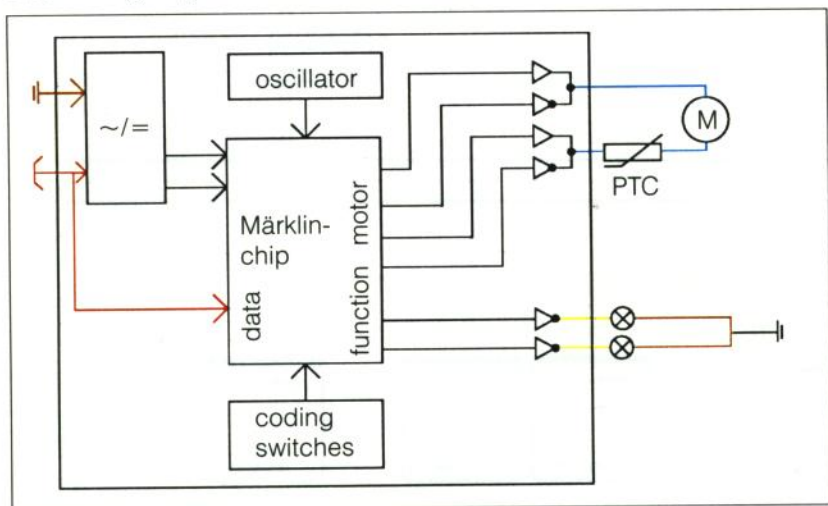 oscillator
~/=
M
PTC
Märklin-
chip
motor
function
data
coding
switches